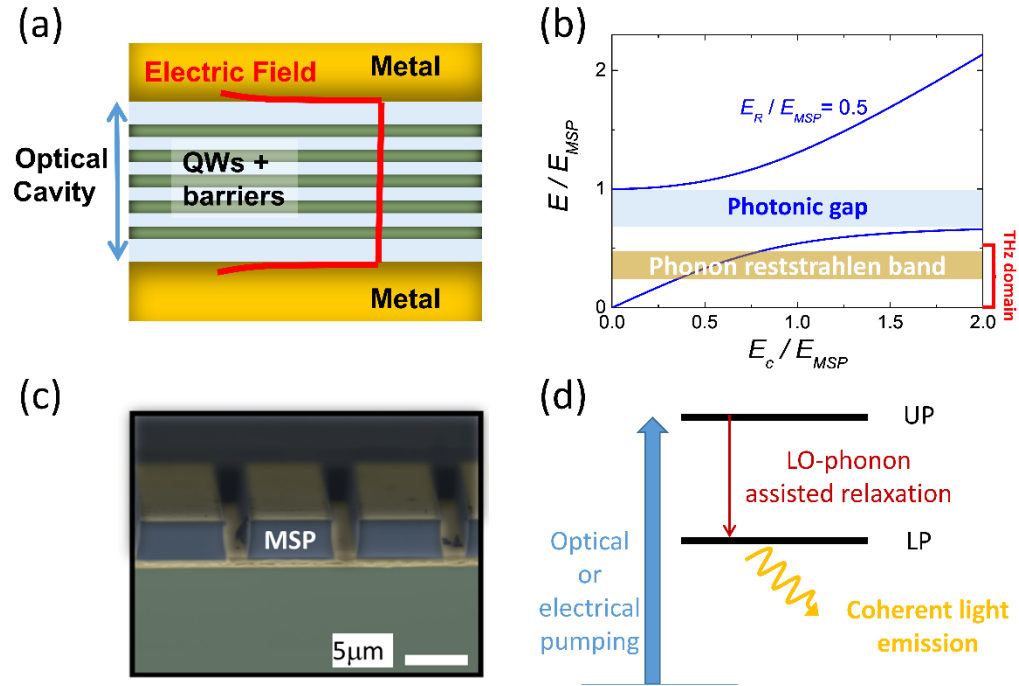 (a)
Metal
Electric Field
Optical
Cavity
QWs +
barriers
Metal
(b)
E / E_MSP
2
1
0
E_R / E_MSP = 0.5
Photonic gap
Phonon reststrahlen band
THz domain
0.0
0.5
1.0
1.5
2.0
E_c / E_MSP
(c)
MSP
5μm
(d)
UP
LO-phonon
assisted relaxation
LP
Optical
or
electrical
pumping
Coherent light
emission